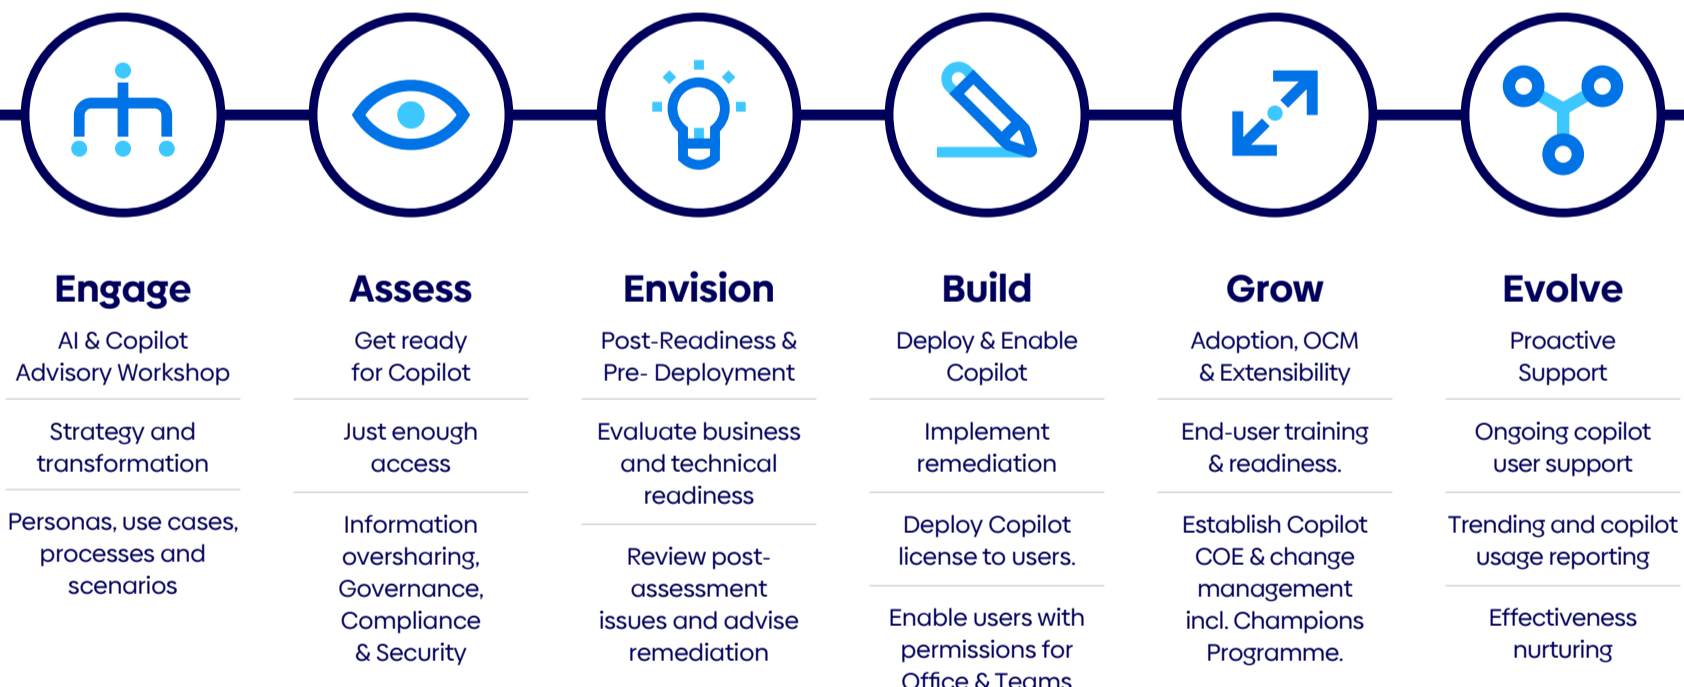 Engage
AI & Copilot
Advisory Workshop
Strategy and
transformation
Personas, use cases,
processes and
scenarios
Assess
Get ready
for Copilot
Just enough
access
Information
oversharing,
Governance,
Compliance
& Security
Envision
Post-Readiness &
Pre- Deployment
Evaluate business
and technical
readiness
Review post-
assessment
issues and advise
remediation
Build
Deploy & Enable
Copilot
Implement
remediation
Deploy Copilot
license to users.
Enable users with
permissions for
Office & Teams
Grow
Adoption, OCM
& Extensibility
End-user training
& readiness.
Establish Copilot
COE & change
management
incl. Champions
Programme.
Evolve
Proactive
Support
Ongoing copilot
user support
Trending and copilot
usage reporting
Effectiveness
nurturing